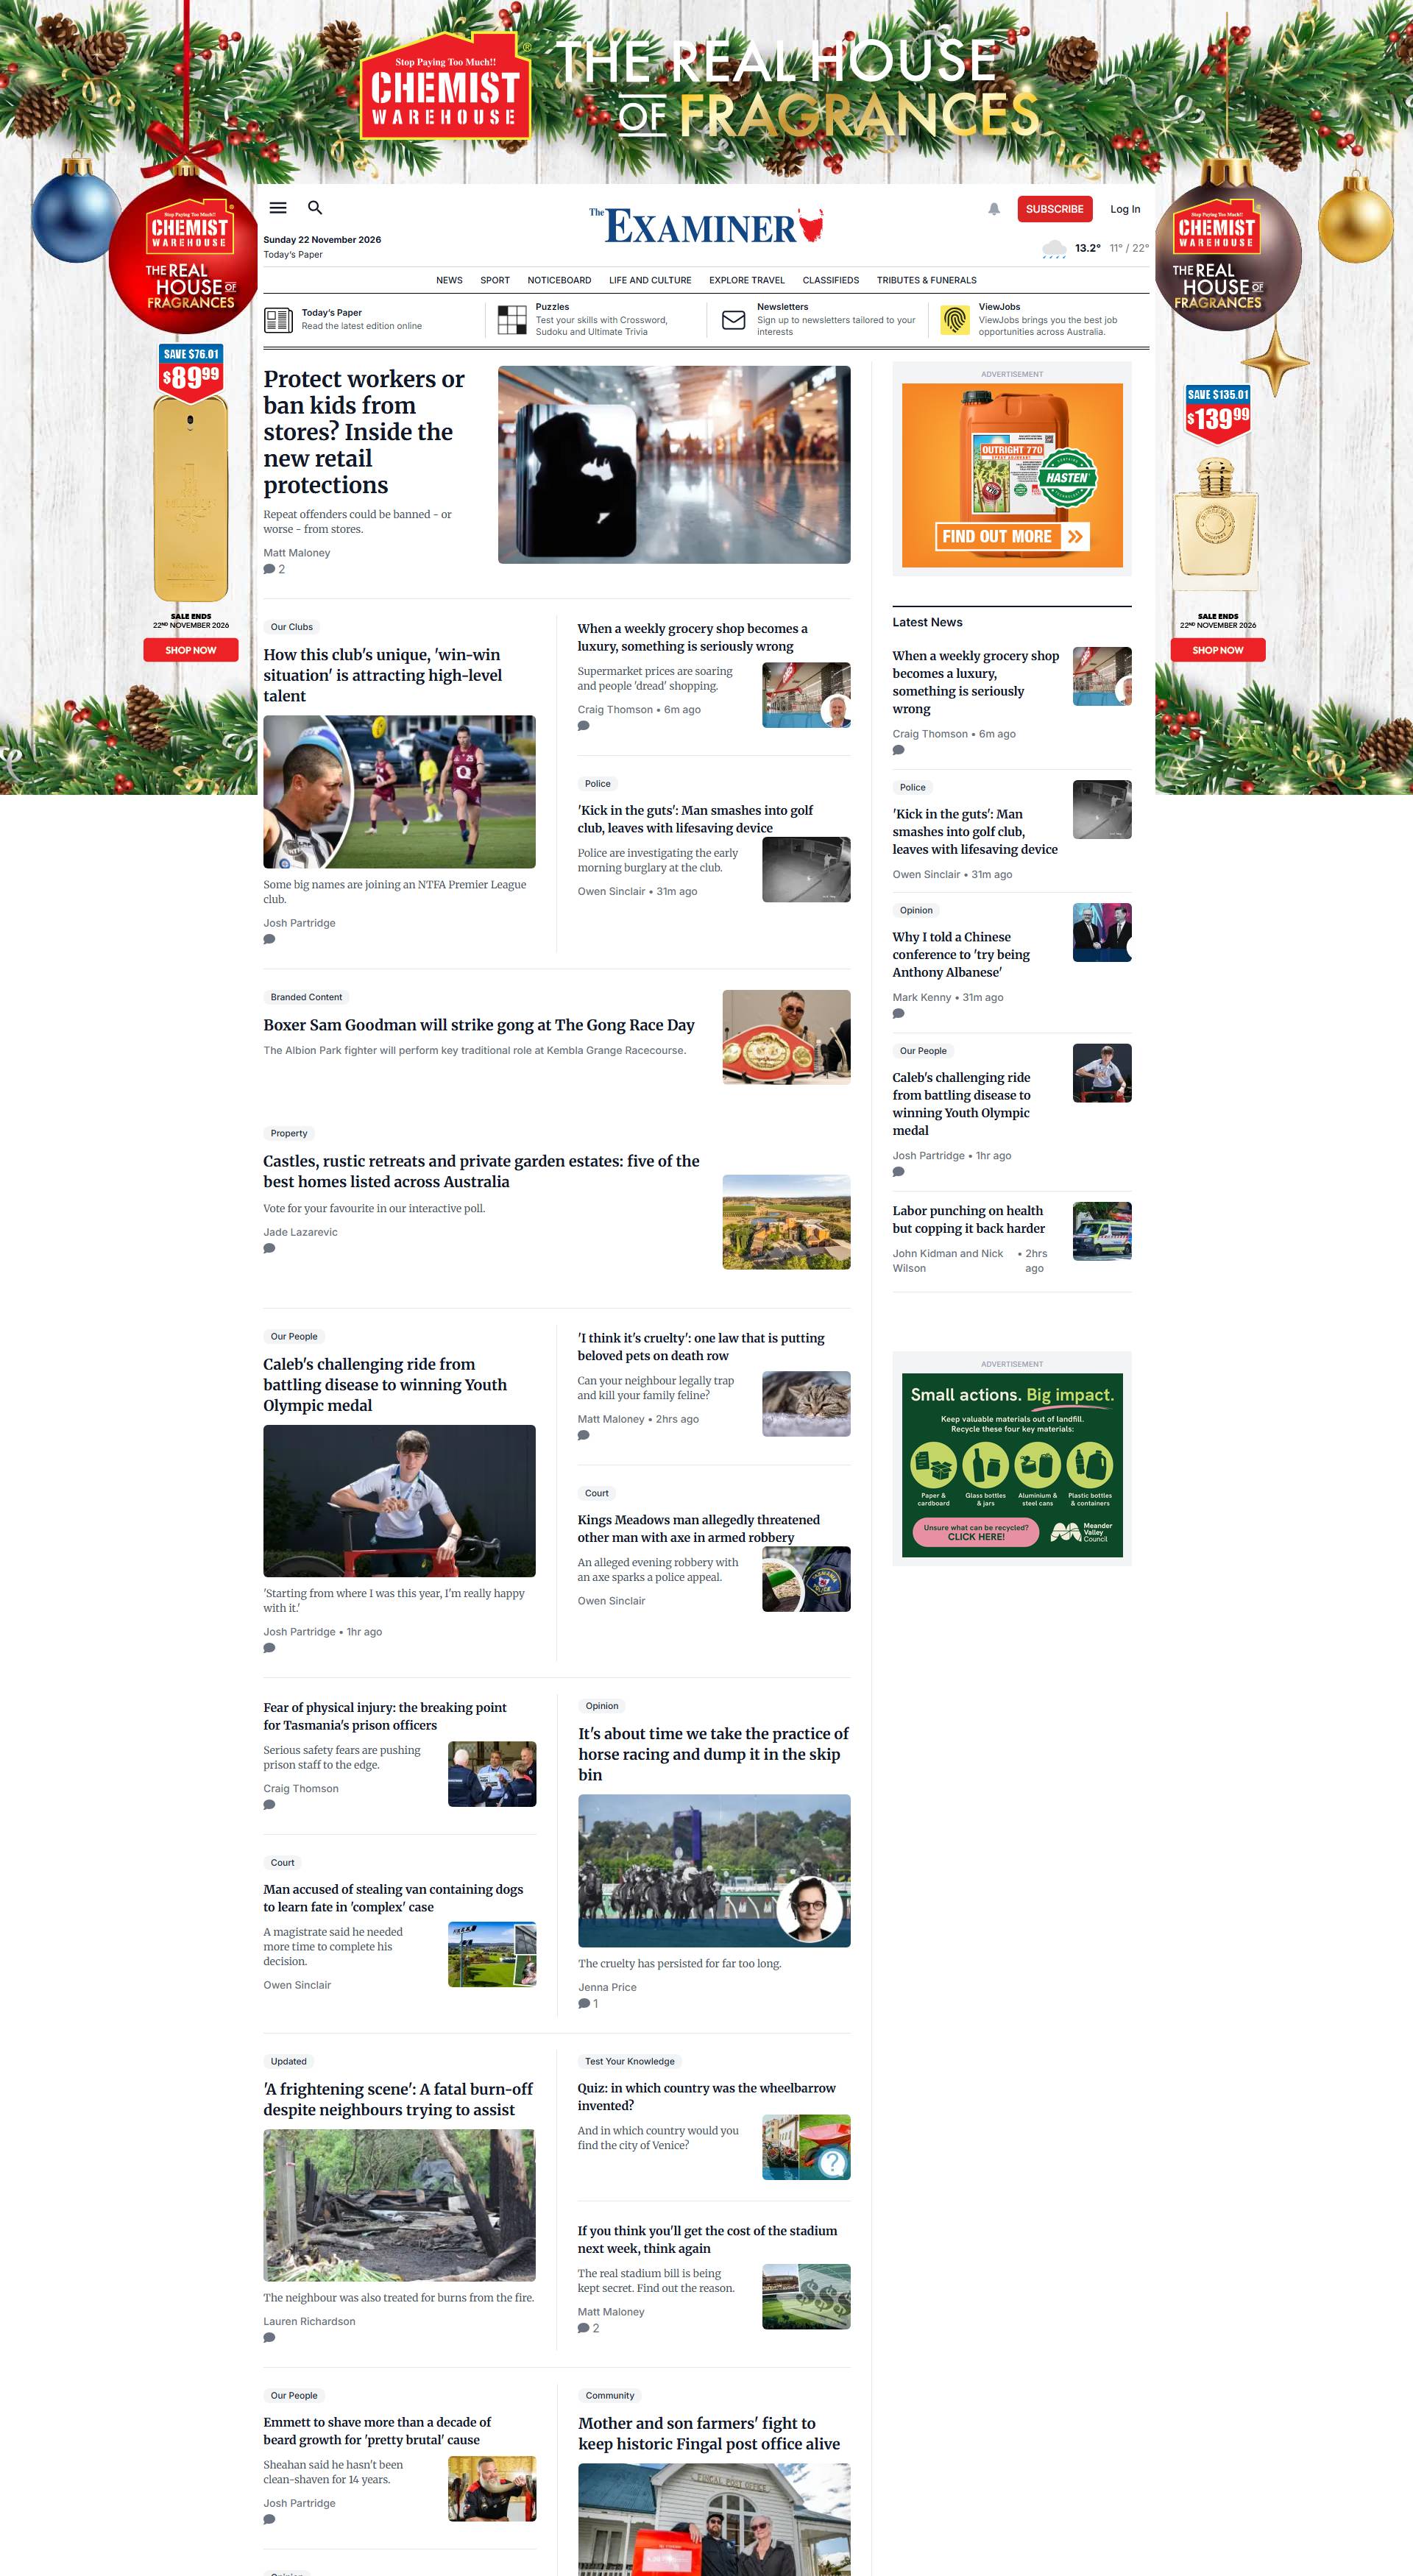 Stop Paying Too Much!!
CHEMIST
WAREHOUSE
THE REAL HOUSE
OF FRAGRANCES
Stop Paying Too Much!!
CHEMIST
WAREHOUSE
THE REAL
HOUSE OF
FRAGRANCES
SAVE $76.01
$89.99
SALE ENDS
22ND NOVEMBER 2026
SHOP NOW
Stop Paying Too Much!!
CHEMIST
WAREHOUSE
THE REAL
HOUSE OF
FRAGRANCES
SAVE $135.01
$139.99
SALE ENDS
22ND NOVEMBER 2026
SHOP NOW
The EXAMINER
SUBSCRIBE
Log In
Sunday 22 November 2026
Today's Paper
13.2° 11° / 22°
NEWS SPORT NOTICEBOARD LIFE AND CULTURE EXPLORE TRAVEL CLASSIFIEDS TRIBUTES & FUNERALS
Today's Paper
Read the latest edition online
Puzzles
Test your skills with Crossword,
Sudoku and Ultimate Trivia
Newsletters
Sign up to newsletters tailored to your
interests
ViewJobs
ViewJobs brings you the best job
opportunities across Australia.
Protect workers or
ban kids from
stores? Inside the
new retail
protections
Repeat offenders could be banned - or
worse - from stores.
Matt Maloney
2
Our Clubs
How this club's unique, 'win-win
situation' is attracting high-level
talent
Some big names are joining an NTFA Premier League
club.
Josh Partridge
When a weekly grocery shop becomes a
luxury, something is seriously wrong
Supermarket prices are soaring
and people 'dread' shopping.
Craig Thomson • 6m ago
Police
'Kick in the guts': Man smashes into golf
club, leaves with lifesaving device
Police are investigating the early
morning burglary at the club.
Owen Sinclair • 31m ago
Branded Content
Boxer Sam Goodman will strike gong at The Gong Race Day
The Albion Park fighter will perform key traditional role at Kembla Grange Racecourse.
Property
Castles, rustic retreats and private garden estates: five of the
best homes listed across Australia
Vote for your favourite in our interactive poll.
Jade Lazarevic
Our People
Caleb's challenging ride from
battling disease to winning Youth
Olympic medal
'Starting from where I was this year, I'm really happy
with it.'
Josh Partridge • 1hr ago
'I think it's cruelty': one law that is putting
beloved pets on death row
Can your neighbour legally trap
and kill your family feline?
Matt Maloney • 2hrs ago
Court
Kings Meadows man allegedly threatened
other man with axe in armed robbery
An alleged evening robbery with
an axe sparks a police appeal.
Owen Sinclair
Fear of physical injury: the breaking point
for Tasmania's prison officers
Serious safety fears are pushing
prison staff to the edge.
Craig Thomson
Court
Man accused of stealing van containing dogs
to learn fate in 'complex' case
A magistrate said he needed
more time to complete his
decision.
Owen Sinclair
Opinion
It's about time we take the practice of
horse racing and dump it in the skip
bin
The cruelty has persisted for far too long.
Jenna Price
1
Updated
'A frightening scene': A fatal burn-off
despite neighbours trying to assist
The neighbour was also treated for burns from the fire.
Lauren Richardson
Test Your Knowledge
Quiz: in which country was the wheelbarrow
invented?
And in which country would you
find the city of Venice?
If you think you'll get the cost of the stadium
next week, think again
The real stadium bill is being
kept secret. Find out the reason.
Matt Maloney
2
Our People
Emmett to shave more than a decade of
beard growth for 'pretty brutal' cause
Sheahan said he hasn't been
clean-shaven for 14 years.
Josh Partridge
Community
Mother and son farmers' fight to
keep historic Fingal post office alive
FINGAL POST OFFICE
ADVERTISEMENT
OUTRIGHT 770
HASTEN
FIND OUT MORE
Latest News
When a weekly grocery shop
becomes a luxury,
something is seriously
wrong
Craig Thomson • 6m ago
Police
'Kick in the guts': Man
smashes into golf club,
leaves with lifesaving device
Owen Sinclair • 31m ago
Opinion
Why I told a Chinese
conference to 'try being
Anthony Albanese'
Mark Kenny • 31m ago
Our People
Caleb's challenging ride
from battling disease to
winning Youth Olympic
medal
Josh Partridge • 1hr ago
Labor punching on health
but copping it back harder
John Kidman and Nick
Wilson
• 2hrs
ago
ADVERTISEMENT
Small actions. Big impact.
Keep valuable materials out of landfill.
Recycle these four key materials:
Paper &
cardboard
Glass bottles
& jars
Aluminium &
steel cans
Plastic bottles
& containers
Unsure what can be recycled?
CLICK HERE!
Meander
Valley
Council